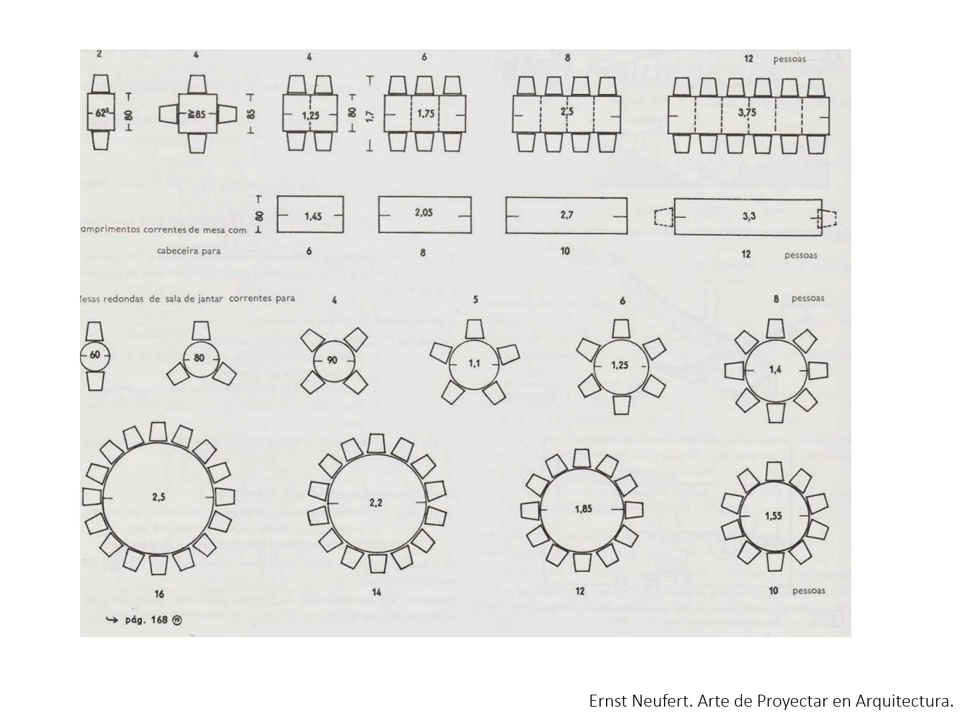 2 4 4 6 8 12 pessoas
62⁵ 80 ≧85 85 1,25 80 1,7 1,75 2,5 3,75
80 1,45 2,05 2,7 3,3
omprimentos correntes de mesa com
cabeceira para 6 8 10 12 pessoas
esas redondas de sala de jantar correntes para 4 5 6 8 pessoas
60 80 90 1,1 1,25 1,4
2,5 2,2 1,85 1,55
16 14 12 10 pessoas
→ pág. 168
Ernst Neufert. Arte de Proyectar en Arquitectura.